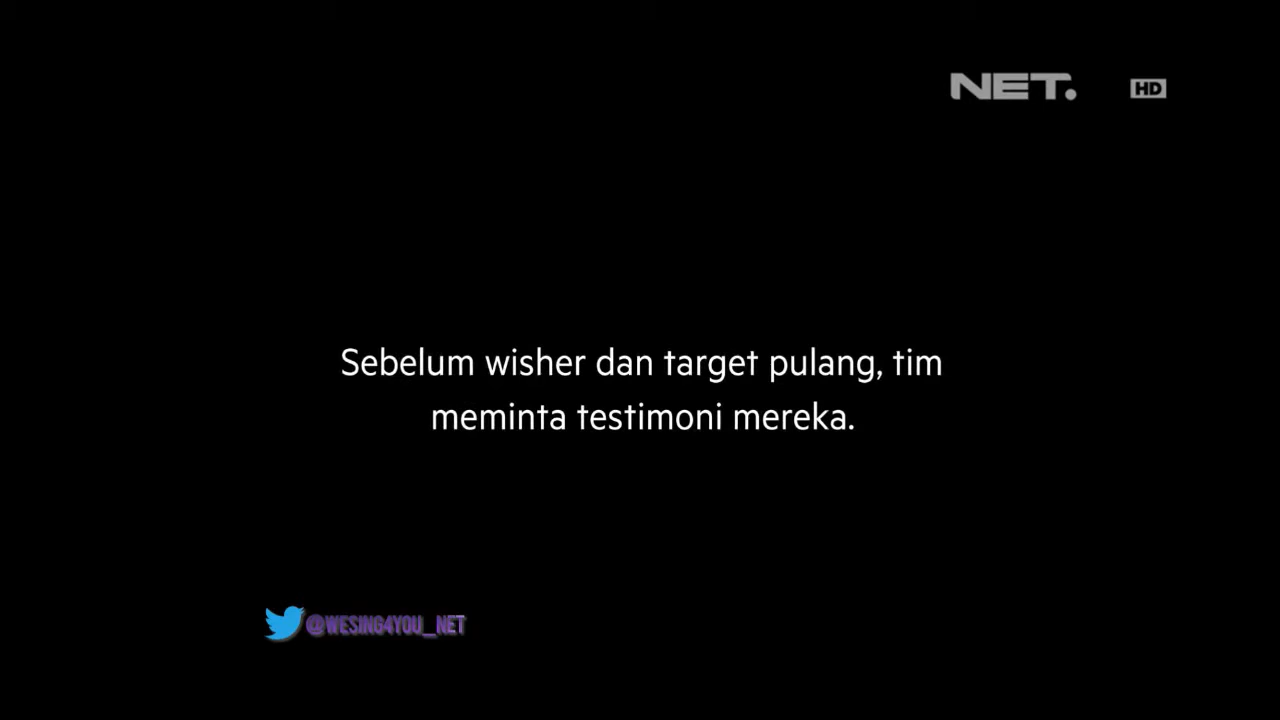 NET.
HD
Sebelum wisher dan target pulang, tim
meminta testimoni mereka.
@WESING4YOU_NET